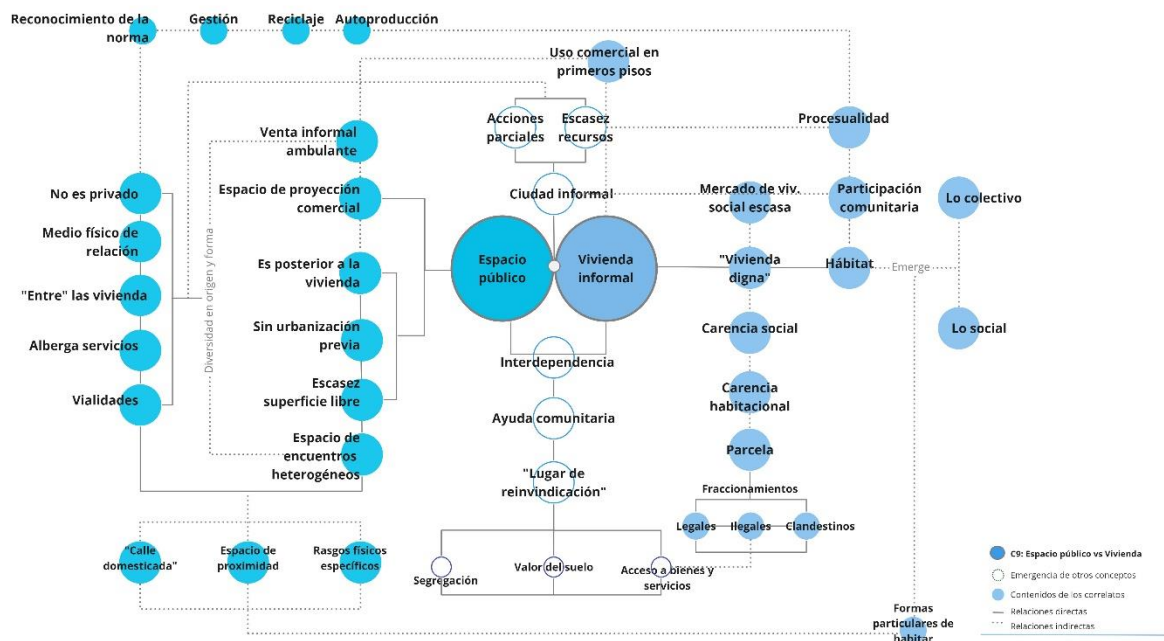 Reconocimiento de la
norma
Gestión
Reciclaje
Autoproducción
Uso comercial en
primeros pisos
Acciones
parciales
Escasez
recursos
Venta informal
ambulante
Procesualidad
No es privado
Espacio de proyección
comercial
Ciudad informal
Mercado de viv.
social escasa
Participación
comunitaria
Lo colectivo
Medio físico de
relación
Es posterior a la
vivienda
Espacio
público
Vivienda
informal
"Vivienda
digna"
Hábitat
Emerge
"Entre" las vivienda
Diversidad en origen y forma
Sin urbanización
previa
Carencia social
Lo social
Alberga servicios
Interdependencia
Vialidades
Escasez
superficie libre
Carencia
habitacional
Ayuda comunitaria
Espacio de
encuentros
heterogéneos
Parcela
"Lugar de
reinvindicación"
Fraccionamientos
Legales
Ilegales
Clandestinos
"Calle
domesticada"
Espacio de
proximidad
Rasgos físicos
específicos
Segregación
Valor del suelo
Acceso a bienes y
servicios
Formas
particulares de
habitar
C9: Espacio público vs Vivienda
Emergencia de otros conceptos
Contenidos de los correlatos
Relaciones directas
Relaciones indirectas